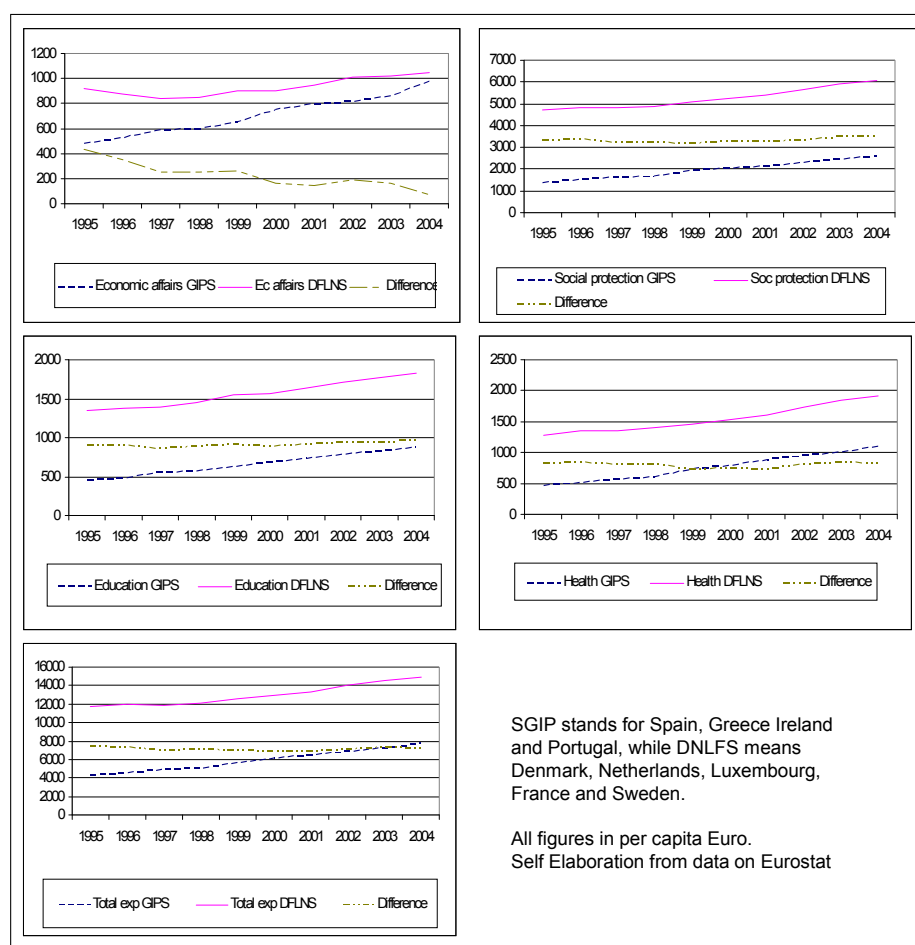 1200
1000
800
600
400
200
0
1995 1996 1997 1998 1999 2000 2001 2002 2003 2004
Economic affairs GIPS Ec affairs DFLNS Difference
7000
6000
5000
4000
3000
2000
1000
0
1995 1996 1997 1998 1999 2000 2001 2002 2003 2004
Social protection GIPS Soc protection DFLNS
Difference
2000
1500
1000
500
0
1995 1996 1997 1998 1999 2000 2001 2002 2003 2004
Education GIPS Education DFLNS Difference
2500
2000
1500
1000
500
0
1995 1996 1997 1998 1999 2000 2001 2002 2003 2004
Health GIPS Health DFLNS Difference
16000
14000
12000
10000
8000
6000
4000
2000
0
1995 1996 1997 1998 1999 2000 2001 2002 2003 2004
Total exp GIPS Total exp DFLNS Difference
SGIP stands for Spain, Greece Ireland
and Portugal, while DNLFS means
Denmark, Netherlands, Luxembourg,
France and Sweden.
All figures in per capita Euro.
Self Elaboration from data on Eurostat